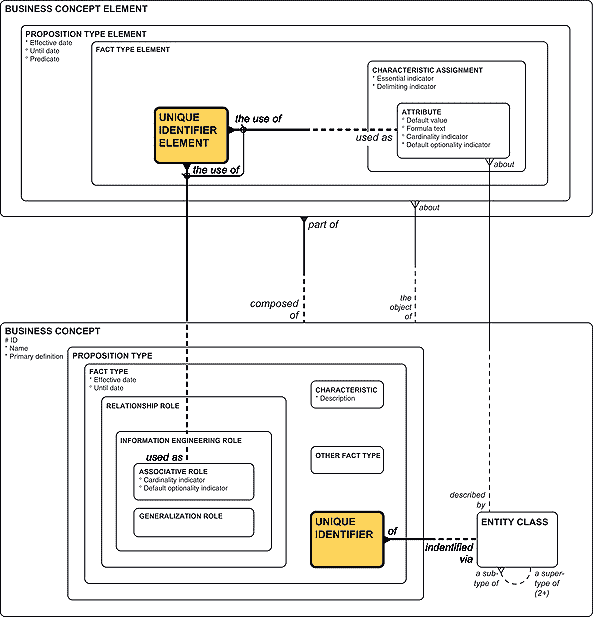 BUSINESS CONCEPT ELEMENT
PROPOSITION TYPE ELEMENT
* Effective date
° Until date
° Predicate
FACT TYPE ELEMENT
CHARACTERISTIC ASSIGNMENT
* Essential indicator
* Delimiting indicator
ATTRIBUTE
° Default value
° Formula text
° Cardinality indicator
° Default optionality indicator
UNIQUE
IDENTIFIER
ELEMENT
the use of
used as
about
the use of
about
part of
composed
of
the
object
of
BUSINESS CONCEPT
# ID
* Name
* Primary definition
PROPOSITION TYPE
FACT TYPE
* Effective date
° Until date
RELATIONSHIP ROLE
INFORMATION ENGINEERING ROLE
used as
ASSOCIATIVE ROLE
° Cardinality indicator
° Default optionality indicator
GENERALIZATION ROLE
CHARACTERISTIC
* Description
OTHER FACT TYPE
UNIQUE
IDENTIFIER
of
indentified
via
described
by
ENTITY CLASS
a sub-
type of
a super-
type of
(2+)